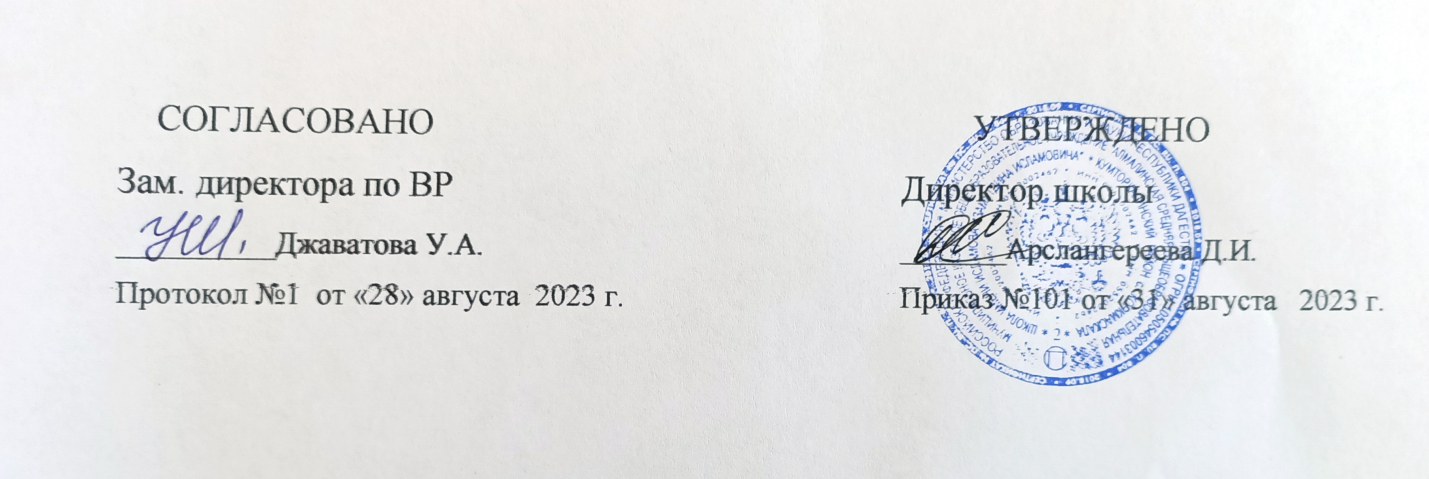 СОГЛАСОВАНО
Зам. директора по ВР
Джаватова У.А.
Протокол №1 от «28» августа 2023 г.
УТВЕРЖДЕНО
Директор школы
Арслангереева Д.И.
Приказ №101 от «31» августа 2023 г.